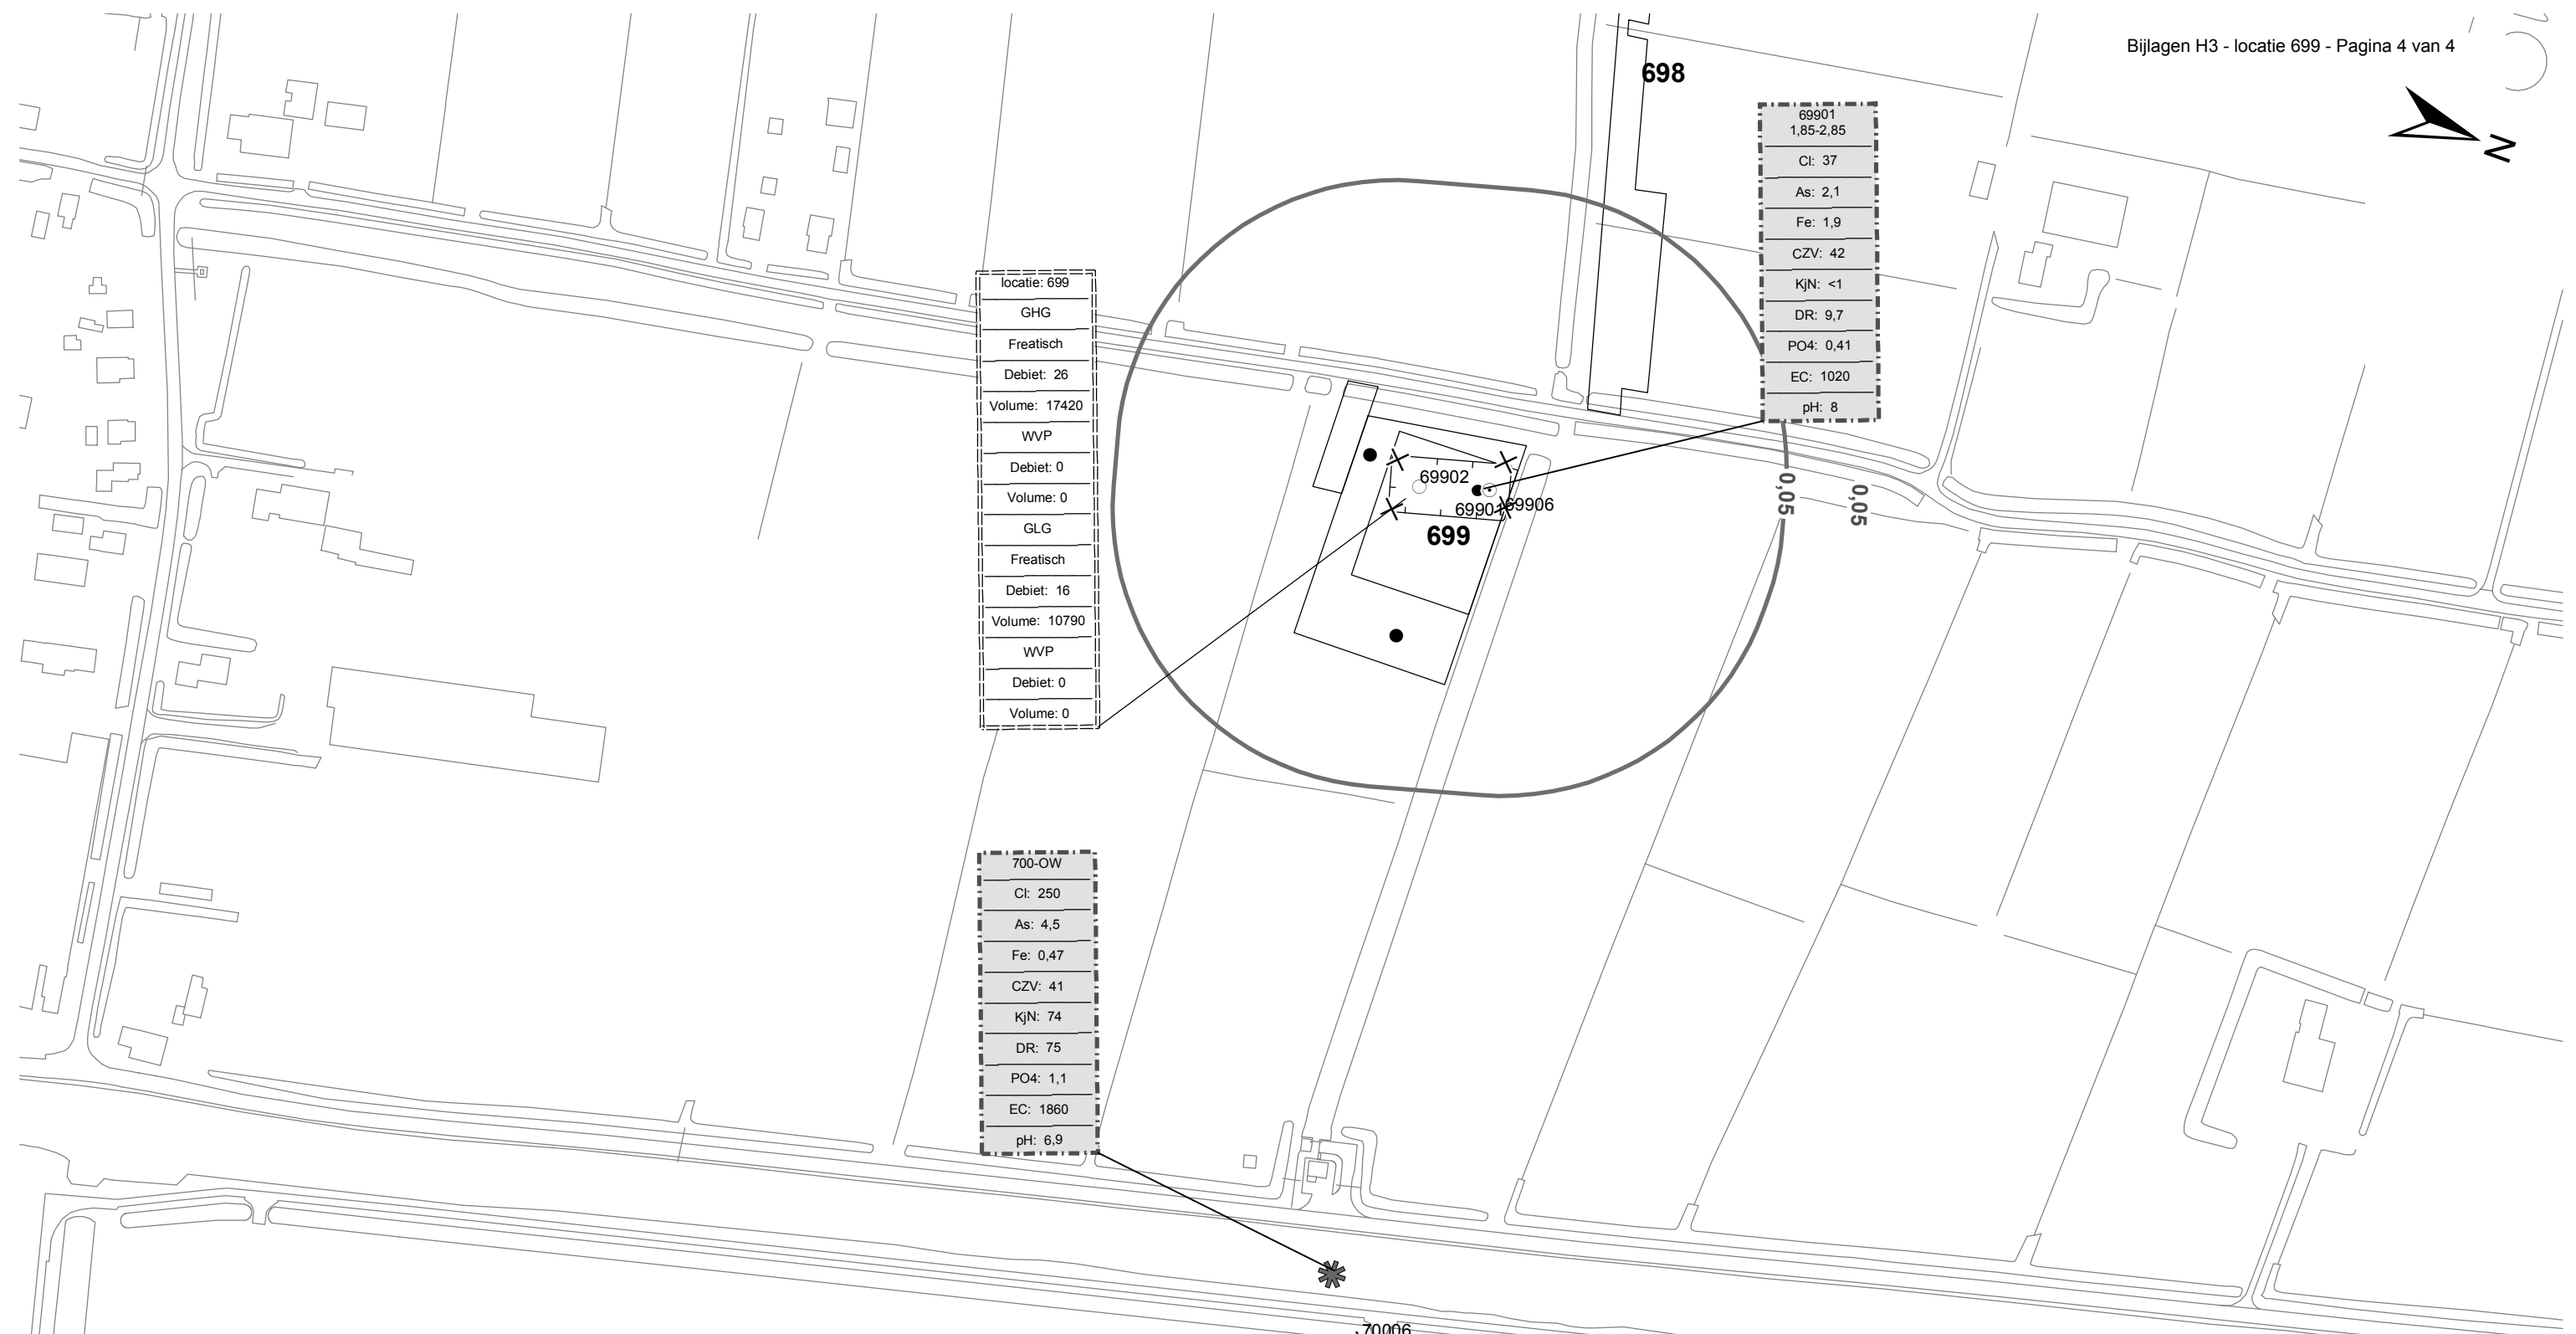 Bijlagen H3 - locatie 699 - Pagina 4 van 4
698
N
69901
1,85-2,85
Cl: 37
As: 2,1
Fe: 1,9
CZV: 42
KjN: <1
DR: 9,7
PO4: 0,41
EC: 1020
pH: 8
locatie: 699
GHG
Freatisch
Debiet: 26
Volume: 17420
WVP
Debiet: 0
Volume: 0
GLG
Freatisch
Debiet: 16
Volume: 10790
WVP
Debiet: 0
Volume: 0
69902
69901
69906
699
0,05
0,05
700-OW
Cl: 250
As: 4,5
Fe: 0,47
CZV: 41
KjN: 74
DR: 75
PO4: 1,1
EC: 1860
pH: 6,9
70006